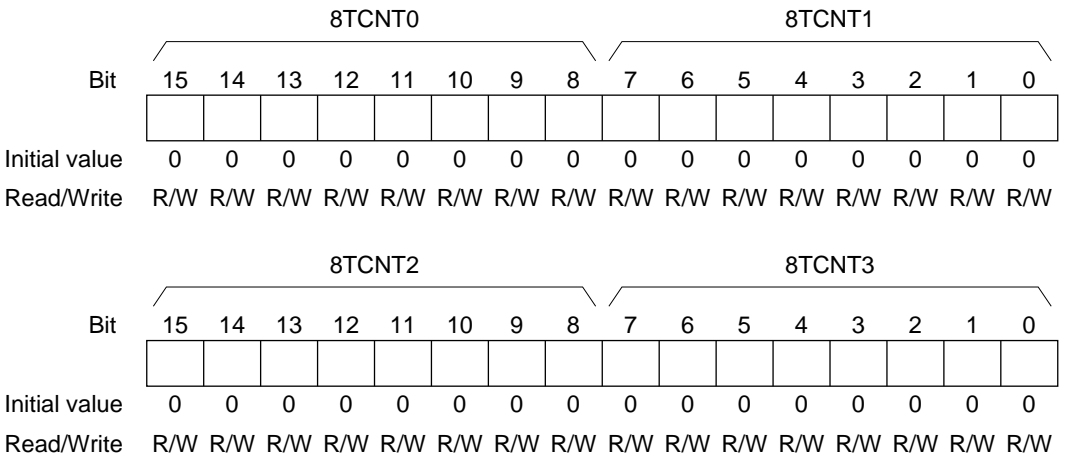 8TCNT0 8TCNT1
Bit 15 14 13 12 11 10 9 8 7 6 5 4 3 2 1 0
Initial value 0 0 0 0 0 0 0 0 0 0 0 0 0 0 0 0
Read/Write R/W R/W R/W R/W R/W R/W R/W R/W R/W R/W R/W R/W R/W R/W R/W R/W
8TCNT2 8TCNT3
Bit 15 14 13 12 11 10 9 8 7 6 5 4 3 2 1 0
Initial value 0 0 0 0 0 0 0 0 0 0 0 0 0 0 0 0
Read/Write R/W R/W R/W R/W R/W R/W R/W R/W R/W R/W R/W R/W R/W R/W R/W R/W